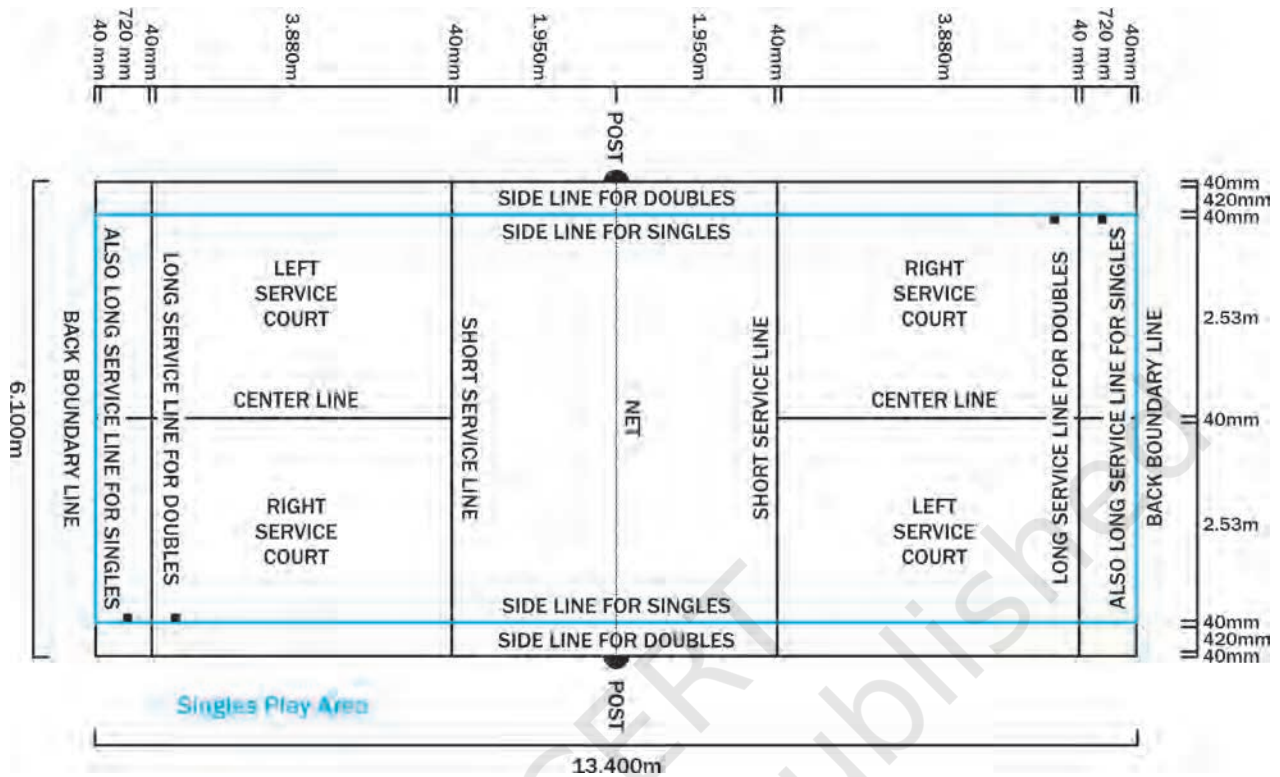 40 mm
720 mm
40mm
3.880m
40mm
1.950m
1.950m
40mm
3.880m
40 mm
720 mm
40mm
POST
SIDE LINE FOR DOUBLES
SIDE LINE FOR SINGLES
40mm
420mm
40mm
6.100m
BACK BOUNDARY LINE
ALSO LONG SERVICE LINE FOR SINGLES
LONG SERVICE LINE FOR DOUBLES
LEFT
SERVICE
COURT
CENTER LINE
RIGHT
SERVICE
COURT
SHORT SERVICE LINE
NET
SHORT SERVICE LINE
RIGHT
SERVICE
COURT
CENTER LINE
LEFT
SERVICE
COURT
LONG SERVICE LINE FOR DOUBLES
ALSO LONG SERVICE LINE FOR SINGLES
BACK BOUNDARY LINE
2.53m
40mm
2.53m
SIDE LINE FOR SINGLES
SIDE LINE FOR DOUBLES
40mm
420mm
40mm
Singles Play Area
POST
13.400m